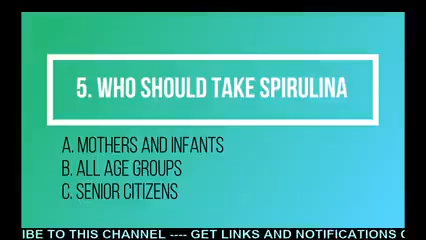 5. WHO SHOULD TAKE SPIRULINA
A. MOTHERS AND INFANTS
B. ALL AGE GROUPS
C. SENIOR CITIZENS
TO THIS CHANNEL ---- GET LINKS AND NOTIFICATIONS